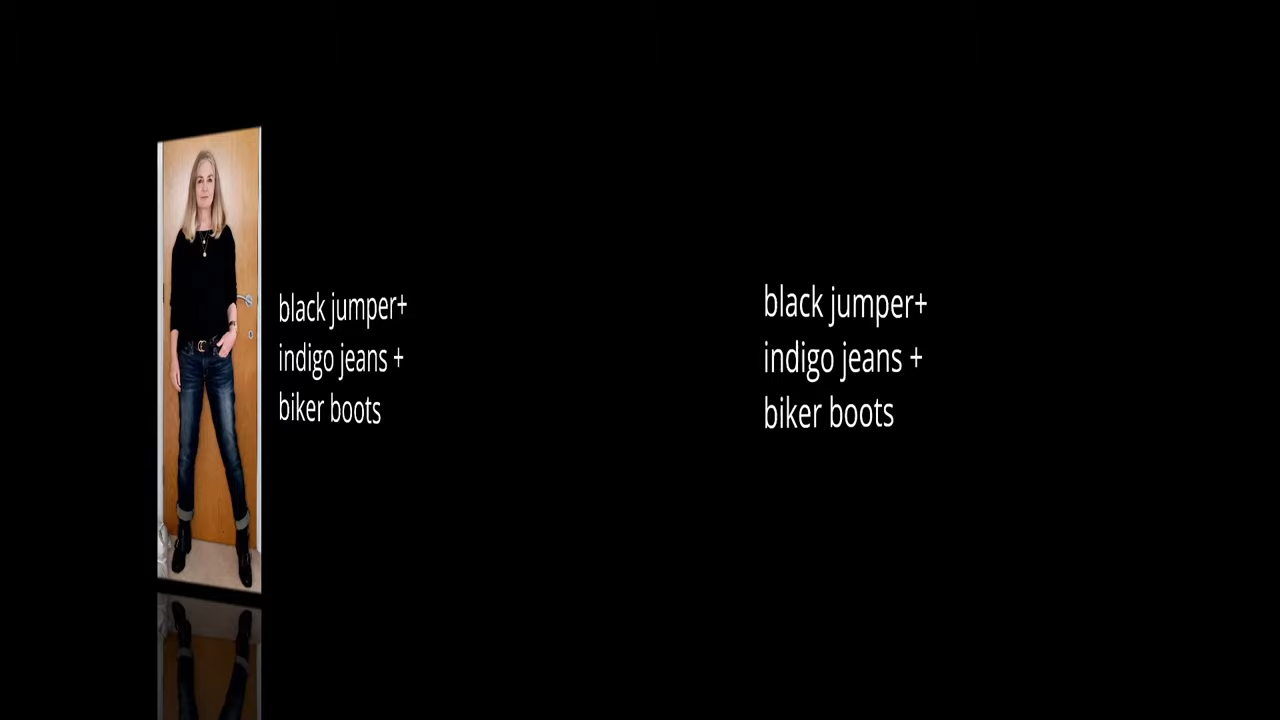 black jumper+
indigo jeans +
biker boots
black jumper+
indigo jeans +
biker boots